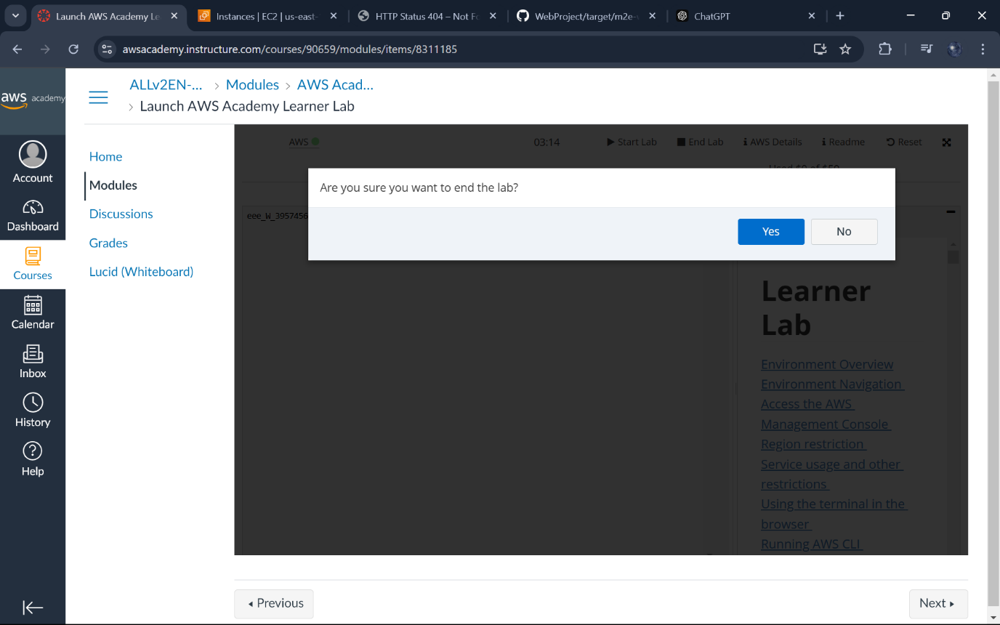 Launch AWS Academy Le
Instances | EC2 | us-east-
HTTP Status 404 – Not Fo
WebProject/target/m2e-
ChatGPT
awsacademy.instructure.com/courses/90659/modules/items/8311185
aws academy
Account
Dashboard
Courses
Calendar
Inbox
History
Help
ALLv2EN-... › Modules › AWS Acad...
› Launch AWS Academy Learner Lab
Home
Modules
Discussions
Grades
Lucid (Whiteboard)
AWS 03:14 Start Lab End Lab AWS Details Readme Reset
Used $0 of $50
Are you sure you want to end the lab?
Yes No
eee_W_3957456
Learner
Lab
Environment Overview
Environment Navigation
Access the AWS
Management Console
Region restriction
Service usage and other
restrictions
Using the terminal in the
browser
Running AWS CLI
Previous
Next